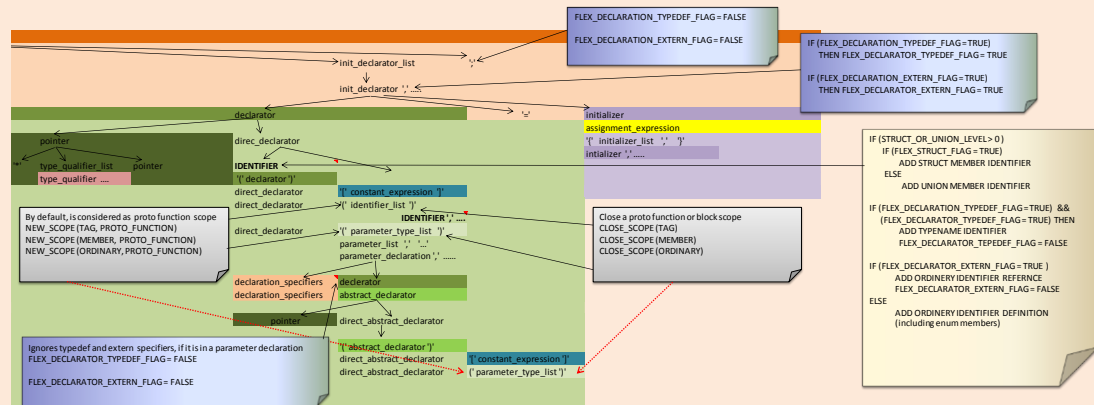 FLEX_DECLARATION_TYPEDEF_FLAG = FALSE
FLEX_DECLARATION_EXTERN_FLAG = FALSE
IF (FLEX_DECLARATION_TYPEDEF_FLAG = TRUE)
THEN FLEX_DECLARATOR_TYPEDEF_FLAG = TRUE
IF (FLEX_DECLARATION_EXTERN_FLAG = TRUE)
THEN FLEX_DECLARATOR_EXTERN_FLAG = TRUE
init_declarator_list ';'
init_declarator ',' .....
declarator '=' initializer
assignment_expression
pointer direc_declarator '{' initializer_list ',' '}'
intializer ',' .....
'*' type_qualifier_list pointer IDENTIFIER
type_qualifier .... '(' declarator ')'
direct_declarator '[' constant_expression ']'
direct_declarator '(' identifier_list ')'
IDENTIFIER ',' ....
direct_declarator '(' parameter_type_list ')'
parameter_list ',' '...'
parameter_declaration ',' ......
declaration_specifiers declerator
declaration_specifiers abstract_declarator
pointer direct_abstract_declarator
'(' abstract_declarator ')'
direct_abstract_declarator '[' constant_expression ']'
direct_abstract_declarator '(' parameter_type_list ')'
By default, is considered as proto function scope
NEW_SCOPE (TAG, PROTO_FUNCTION)
NEW_SCOPE (MEMBER, PROTO_FUNCTION)
NEW_SCOPE (ORDINARY, PROTO_FUNCTION)
Close a proto function or block scope
CLOSE_SCOPE (TAG)
CLOSE_SCOPE (MEMBER)
CLOSE_SCOPE (ORDINARY)
Ignores typedef and extern specifiers, if it is in a parameter declaration
FLEX_DECLARATOR_TYPEDEF_FLAG = FALSE
FLEX_DECLARATOR_EXTERN_FLAG = FALSE
IF (STRUCT_OR_UNION_LEVEL > 0 )
IF (FLEX_STRUCT_FLAG = TRUE)
ADD STRUCT MEMBER IDENTIFIER
ELSE
ADD UNION MEMBER IDENTIFIER
IF (FLEX_DECLARATOR_TYPEDEF_FLAG = TRUE) &&
(FLEX_DECLARATOR_TYPEDEF_FLAG = TRUE) THEN
ADD TYPENAME IDENTIFIER
FLEX_DECLARATOR_TEPEDEF_FLAG = FALSE
IF (FLEX_DECLARATOR_EXTERN_FLAG = TRUE )
ADD ORDINERY IDENTIFIER REFERNCE
FLEX_DECLARATOR_EXTERN_FLAG = FALSE
ELSE
ADD ORDINERY IDENTIFIER DEFINITION
(including enum members)